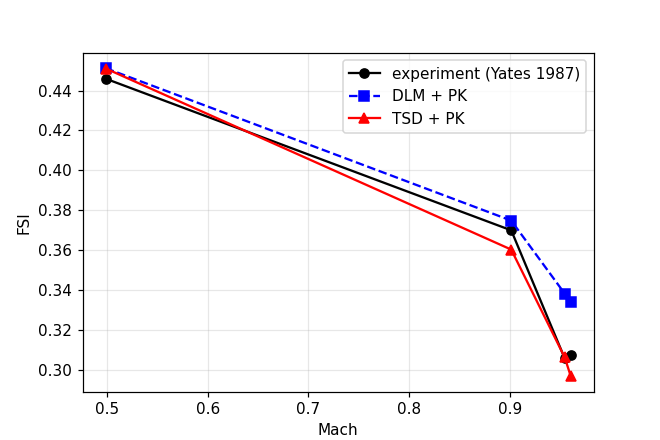 experiment (Yates 1987)
DLM + PK
TSD + PK
FSI
0.44
0.42
0.40
0.38
0.36
0.34
0.32
0.30
0.5 0.6 0.7 0.8 0.9
Mach